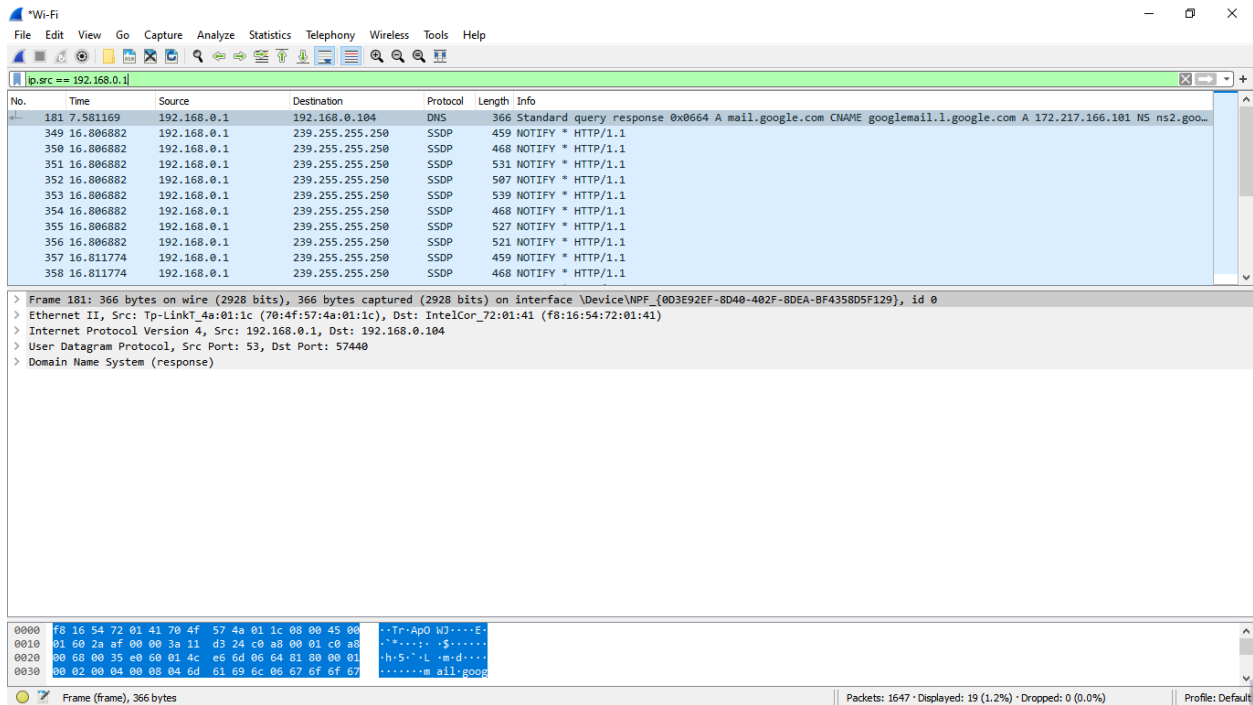 *Wi-Fi
File Edit View Go Capture Analyze Statistics Telephony Wireless Tools Help
ip.src == 192.168.0.1
No. Time Source Destination Protocol Length Info
181 7.581169 192.168.0.1 192.168.0.104 DNS 366 Standard query response 0x0664 A mail.google.com CNAME googlemail.l.google.com A 172.217.166.101 NS ns2.goo…
349 16.806882 192.168.0.1 239.255.255.250 SSDP 459 NOTIFY * HTTP/1.1
350 16.806882 192.168.0.1 239.255.255.250 SSDP 468 NOTIFY * HTTP/1.1
351 16.806882 192.168.0.1 239.255.255.250 SSDP 531 NOTIFY * HTTP/1.1
352 16.806882 192.168.0.1 239.255.255.250 SSDP 507 NOTIFY * HTTP/1.1
353 16.806882 192.168.0.1 239.255.255.250 SSDP 539 NOTIFY * HTTP/1.1
354 16.806882 192.168.0.1 239.255.255.250 SSDP 468 NOTIFY * HTTP/1.1
355 16.806882 192.168.0.1 239.255.255.250 SSDP 527 NOTIFY * HTTP/1.1
356 16.806882 192.168.0.1 239.255.255.250 SSDP 521 NOTIFY * HTTP/1.1
357 16.811774 192.168.0.1 239.255.255.250 SSDP 459 NOTIFY * HTTP/1.1
358 16.811774 192.168.0.1 239.255.255.250 SSDP 468 NOTIFY * HTTP/1.1
> Frame 181: 366 bytes on wire (2928 bits), 366 bytes captured (2928 bits) on interface \Device\NPF_{0D3E92EF-8D40-402F-8DEA-BF4358D5F129}, id 0
> Ethernet II, Src: Tp-LinkT_4a:01:1c (70:4f:57:4a:01:1c), Dst: IntelCor_72:01:41 (f8:16:54:72:01:41)
> Internet Protocol Version 4, Src: 192.168.0.1, Dst: 192.168.0.104
> User Datagram Protocol, Src Port: 53, Dst Port: 57440
> Domain Name System (response)
0000 f8 16 54 72 01 41 70 4f 57 4a 01 1c 08 00 45 00 ··Tr·ApO WJ····E·
0010 01 60 2a af 00 00 3a 11 d3 24 c0 a8 00 01 c0 a8 ·`*···:· ·$······
0020 00 68 00 35 e0 60 01 4c e6 6d 06 64 81 80 00 01 ·h·5·`·L ·m·d····
0030 00 02 00 04 00 08 04 6d 61 69 6c 06 67 6f 6f 67 ·······m ail·goog
Frame (frame), 366 bytes Packets: 1647 · Displayed: 19 (1.2%) · Dropped: 0 (0.0%) Profile: Default